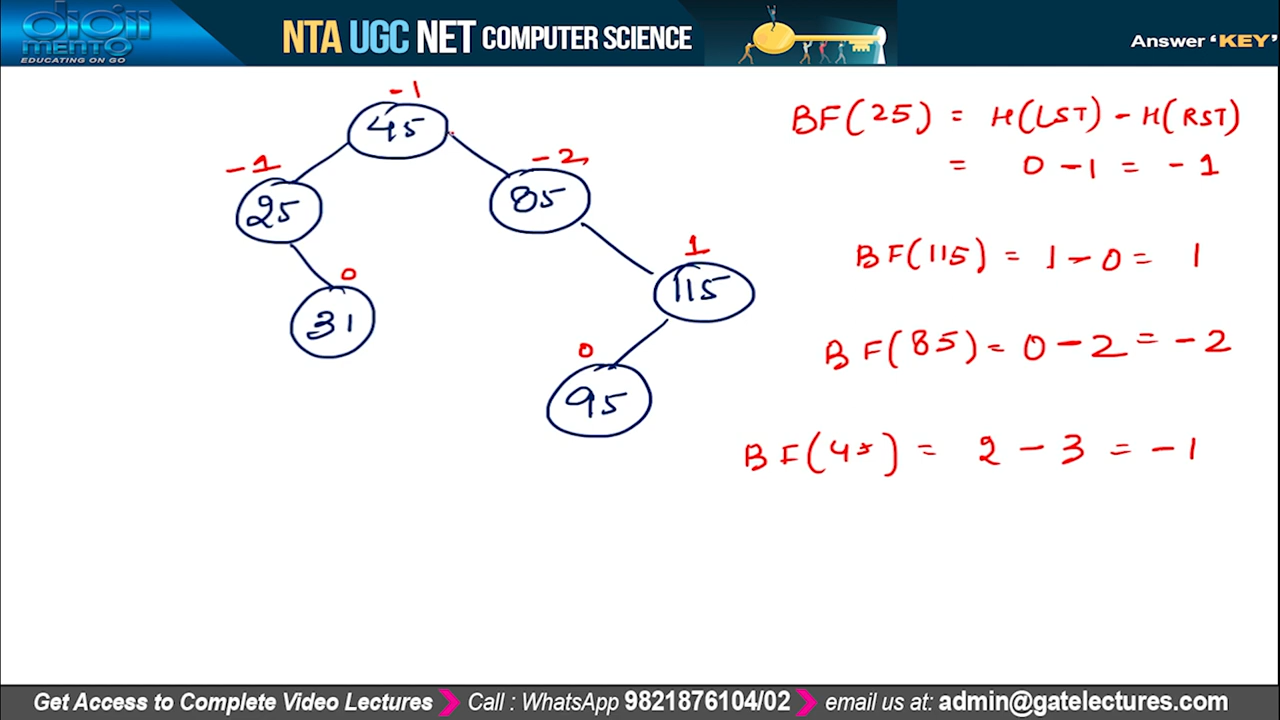 digii
MENTO
EDUCATING ON GO
NTA UGC NET COMPUTER SCIENCE
Answer ‘KEY’
-1
45
-1
25
-2
85
0
31
1
115
0
95
BF(25) = H(LST) - H(RST)
= 0 - 1 = -1
BF(115) = 1 - 0 = 1
BF(85) = 0 - 2 = -2
BF(45) = 2 - 3 = -1
Get Access to Complete Video Lectures Call : WhatsApp 9821876104/02 email us at: admin@gatelectures.com